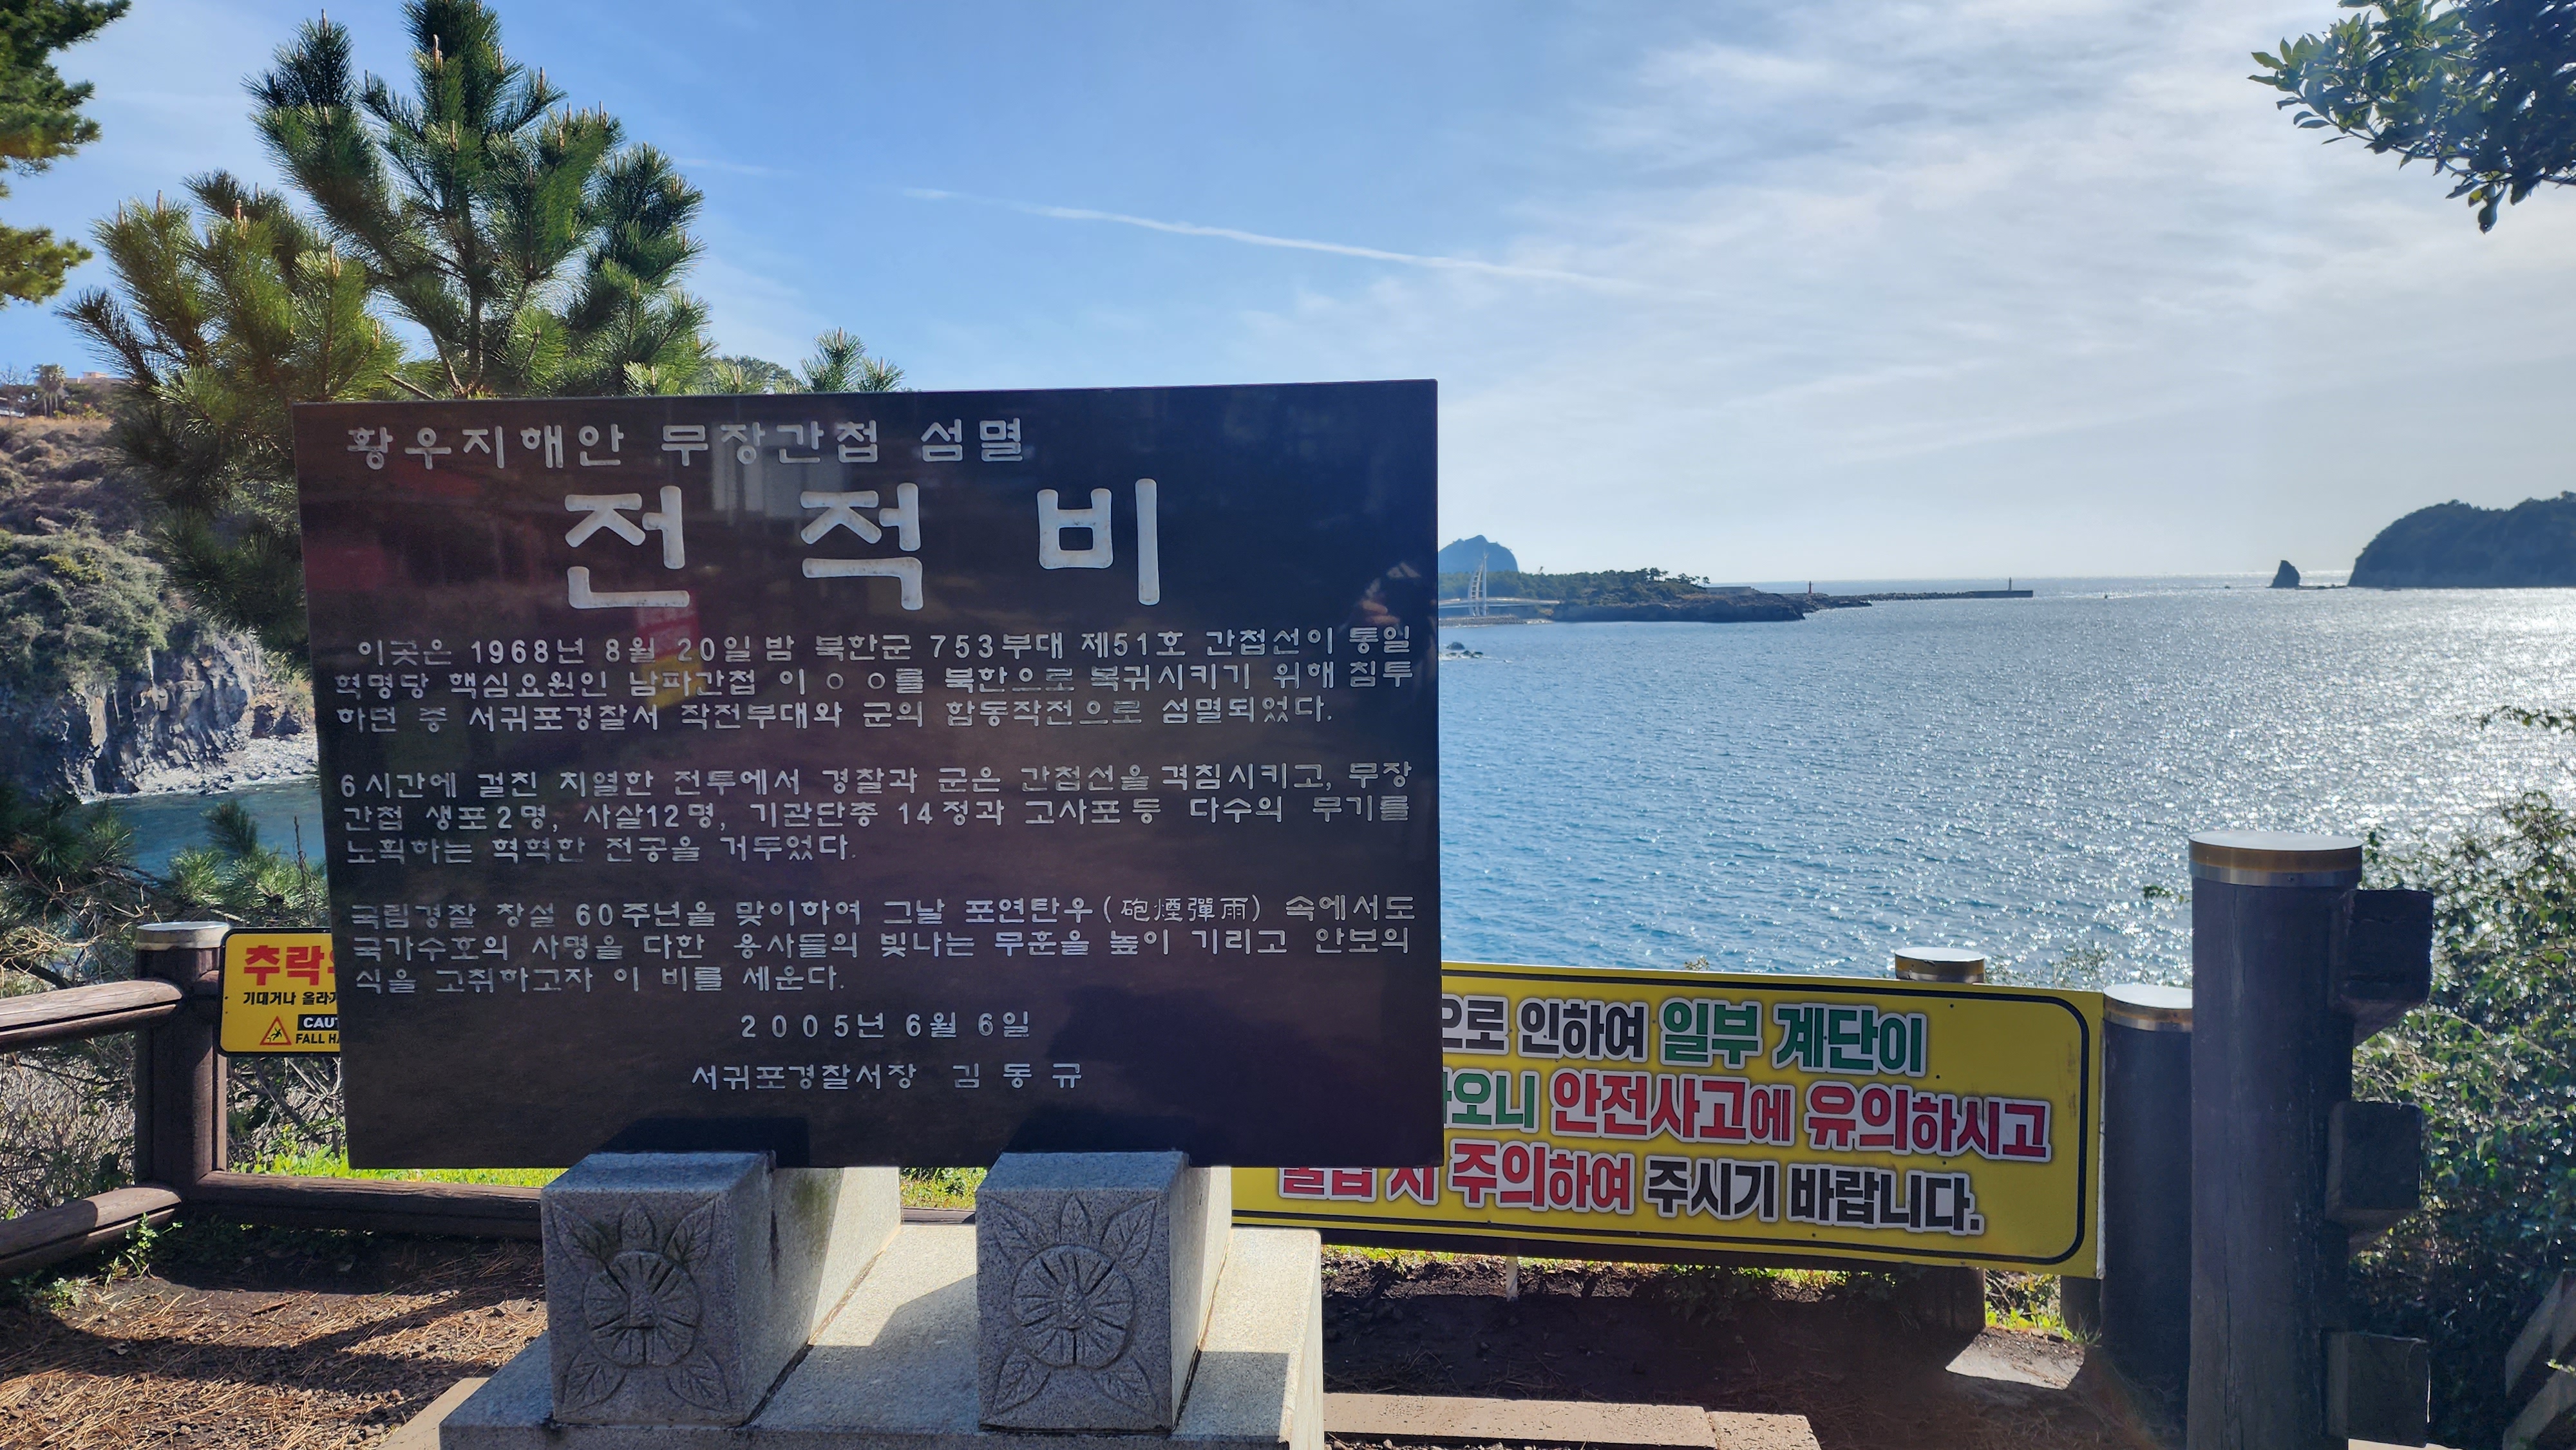 황우지해안 무장간첩 섬멸
전적비
이곳은 1968년 8월 20일 밤 북한군 753부대 제51호 간첩선이 통일
혁명당 핵심요원인 남파간첩 이 ㅇ ㅇ를 북한으로 복귀시키기 위해 침투
하던 중 서귀포경찰서 작전부대와 군의 합동작전으로 섬멸되었다.
6시간에 걸친 치열한 전투에서 경찰과 군은 간첩선을 격침시키고, 무장
간첩 생포2명, 사살12명, 기관단총 14정과 고사포 등 다수의 무기를
노획하는 혁혁한 전공을 거두었다.
국립경찰 창설 60주년을 맞이하여 그날 포연탄우(砲煙彈雨) 속에서도
국가수호의 사명을 다한 용사들의 빛나는 무훈을 높이 기리고 안보의
식을 고취하고자 이 비를 세운다.
2005년 6월 6일
서귀포경찰서장 김동규
추락
기대거나 올라
FALL
으로 인하여 일부 계단이
오니 안전사고에 유의하시고
주의하여 주시기 바랍니다.